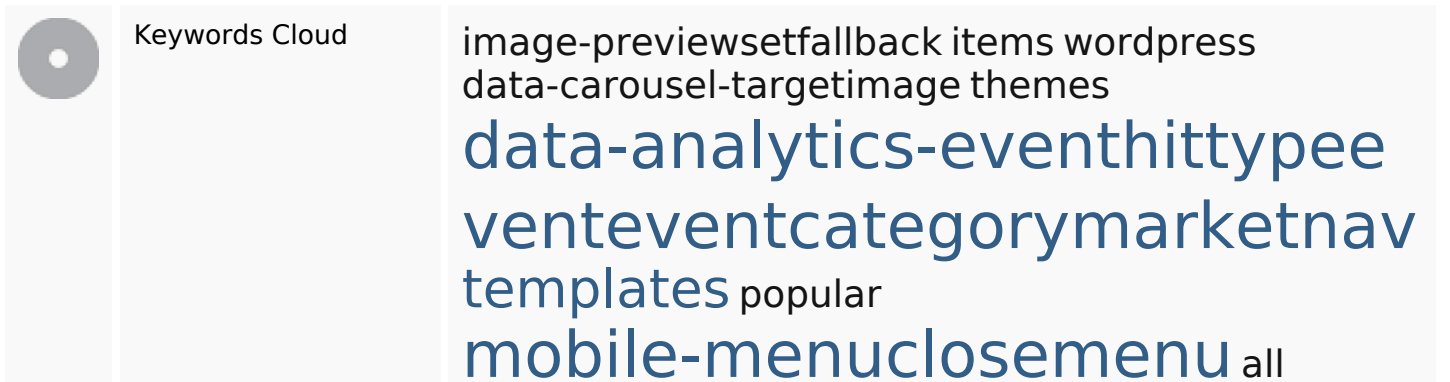 Keywords Cloud
image-previewsetfallback items wordpress
data-carousel-targetimage themes
data-analytics-eventhittypee
venteventcategorymarketnav
templates popular
mobile-menuclosemenu all